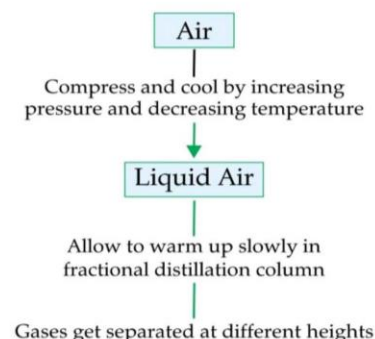 Air
Compress and cool by increasing
pressure and decreasing temperature
Liquid Air
Allow to warm up slowly in
fractional distillation column
Gases get separated at different heights